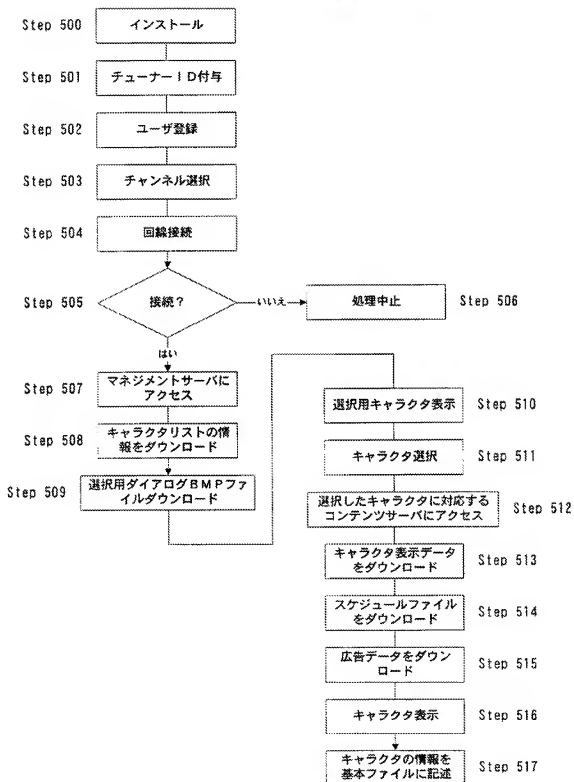 Step 500 インストール
Step 501 チューナーID付与
Step 502 ユーザ登録
Step 503 チャンネル選択
Step 504 回線接続
Step 505 接続? いいえ 処理中止 Step 506
はい
Step 507 マネジメントサーバに
アクセス
Step 508 キャラクタリストの情
報をダウンロード
Step 509 選択用ダイアログBMPファ
イルダウンロード
選択用キャラクタ表示 Step 510
キャラクタ選択 Step 511
選択したキャラクタに対応する
コンテンツサーバにアクセス Step 512
キャラクタ表示データ
をダウンロード Step 513
スケジュールファイル
をダウンロード Step 514
広告データをダウン
ロード Step 515
キャラクタ表示 Step 516
キャラクタの情報を
基本ファイルに記述 Step 517